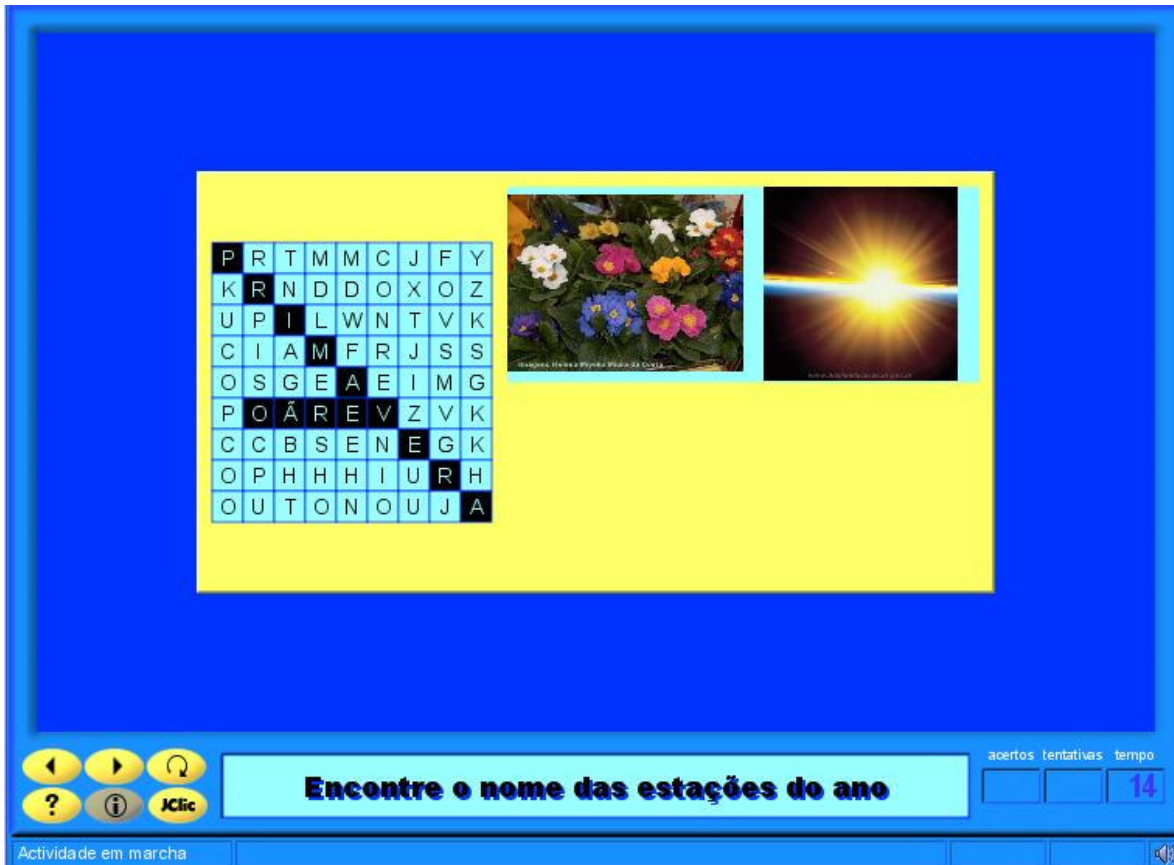 P R T M M C J F Y
K R N D D O X O Z
U P I L W N T V K
C I A M F R J S S
O S G E A E I M G
P O Ã R E V Z V K
C C B S E N E G K
O P H H H I U R H
O U T O N O U J A
acertos tentativas tempo
14
? i JClic
Encontre o nome das estações do ano
Actividade em marcha